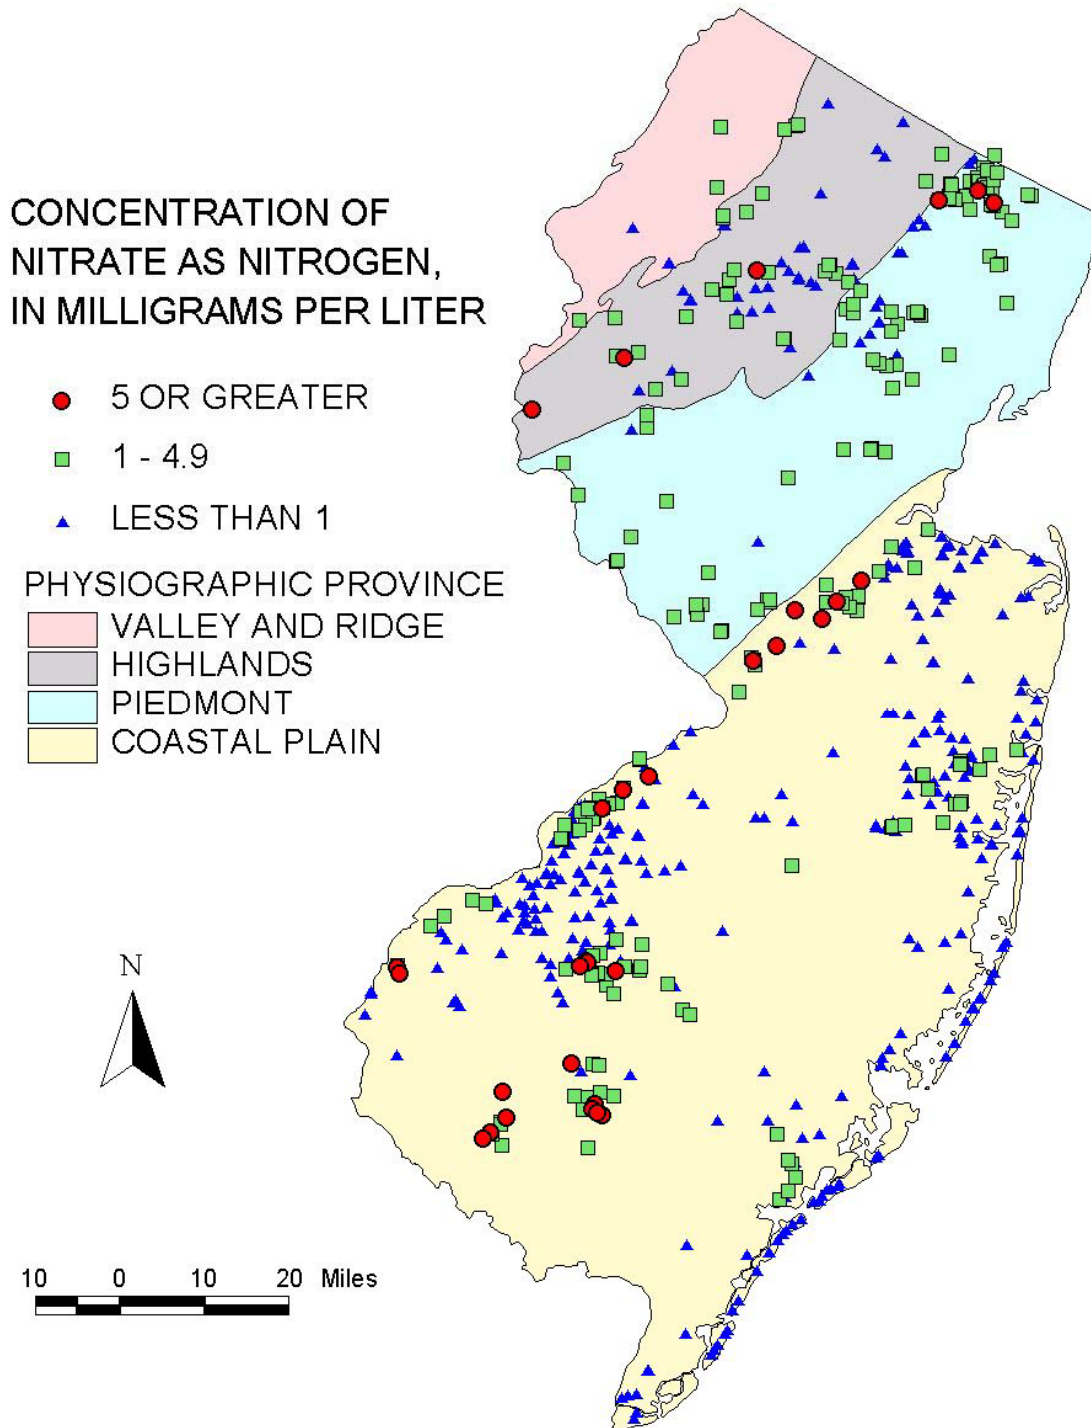 CONCENTRATION OF
NITRATE AS NITROGEN,
IN MILLIGRAMS PER LITER
5 OR GREATER
1 - 4.9
LESS THAN 1
PHYSIOGRAPHIC PROVINCE
VALLEY AND RIDGE
HIGHLANDS
PIEDMONT
COASTAL PLAIN
N
10 0 10 20 Miles